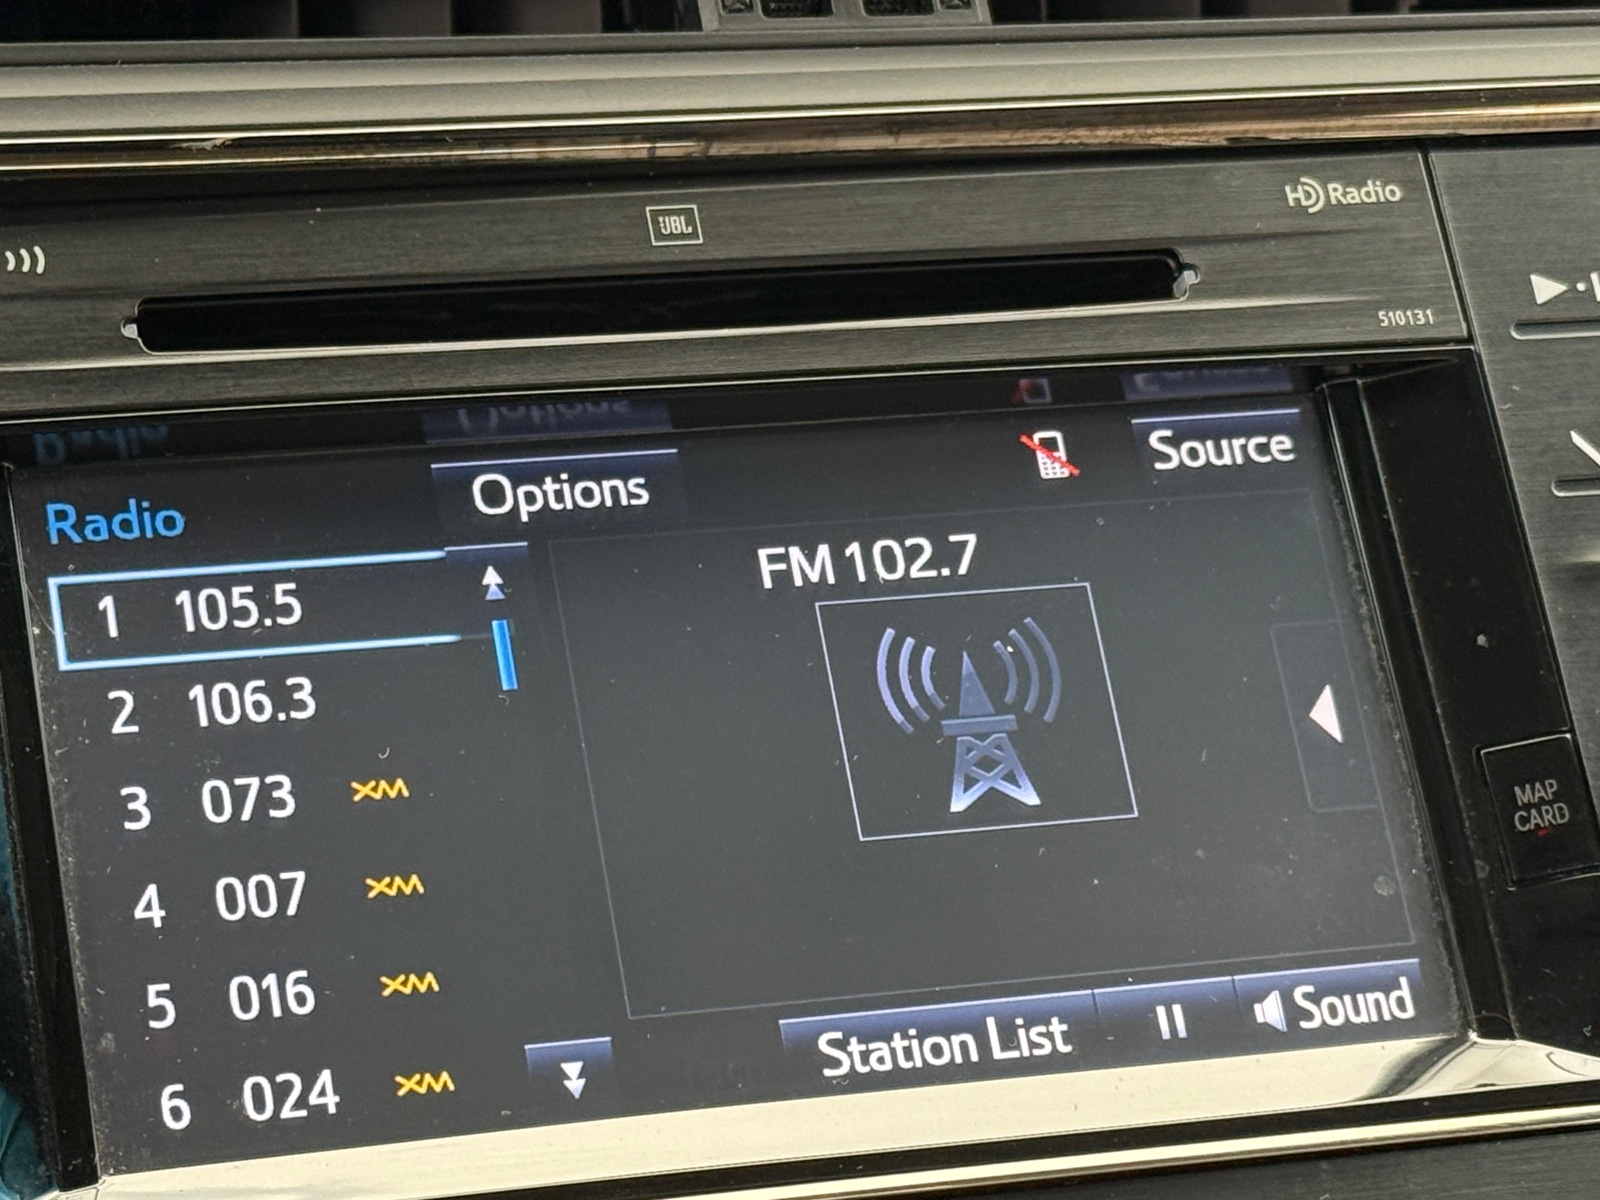 HD Radio
JBL
510131
Source
Options
Radio
FM 102.7
1 105.5
2 106.3
3 073 XM
4 007 XM
5 016 XM
6 024 XM
MAP
CARD
Station List
Sound